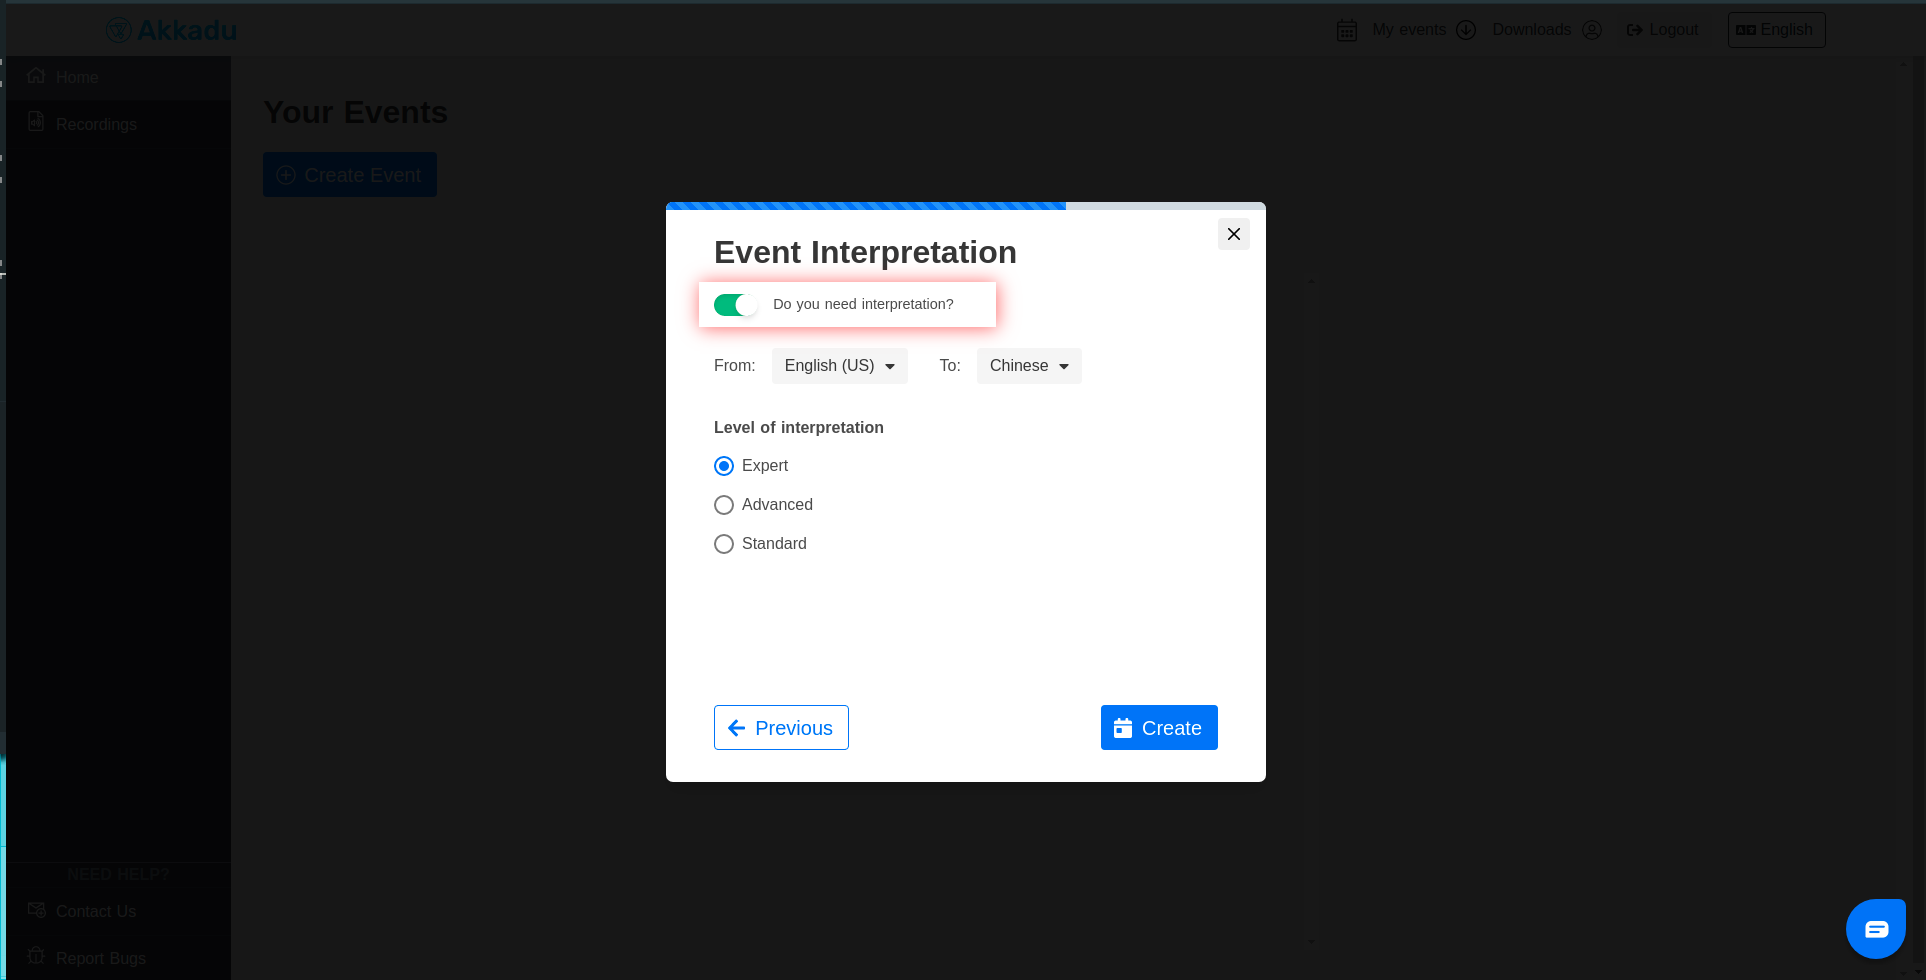 Akkadu
My events
Downloads
Logout
English
Home
Recordings
Your Events
Create Event
Event Interpretation
Do you need interpretation?
From: English (US) To: Chinese
Level of interpretation
Expert
Advanced
Standard
Previous
Create
NEED HELP?
Contact Us
Report Bugs